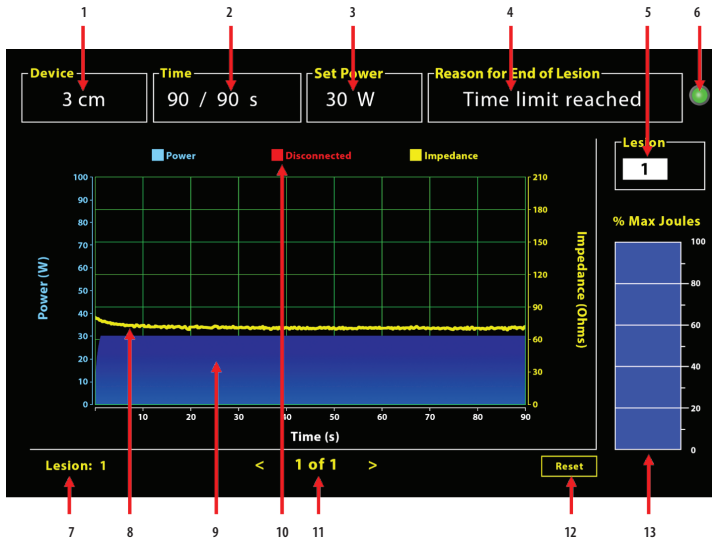 1 2 3 4 5 6
Device Time Set Power Reason for End of Lesion
3 cm 90 / 90 s 30 W Time limit reached
Lesion
1
Power Disconnected Impedance
% Max Joules
Power (W)
100
90
80
70
60
50
40
30
20
10
0
210
180
150
120
90
60
30
0
Impedance (Ohms)
100
80
60
40
20
0
10 20 30 40 50 60 70 80 90
Time (s)
Lesion: 1 < 1 of 1 > Reset
7 8 9 10 11 12 13